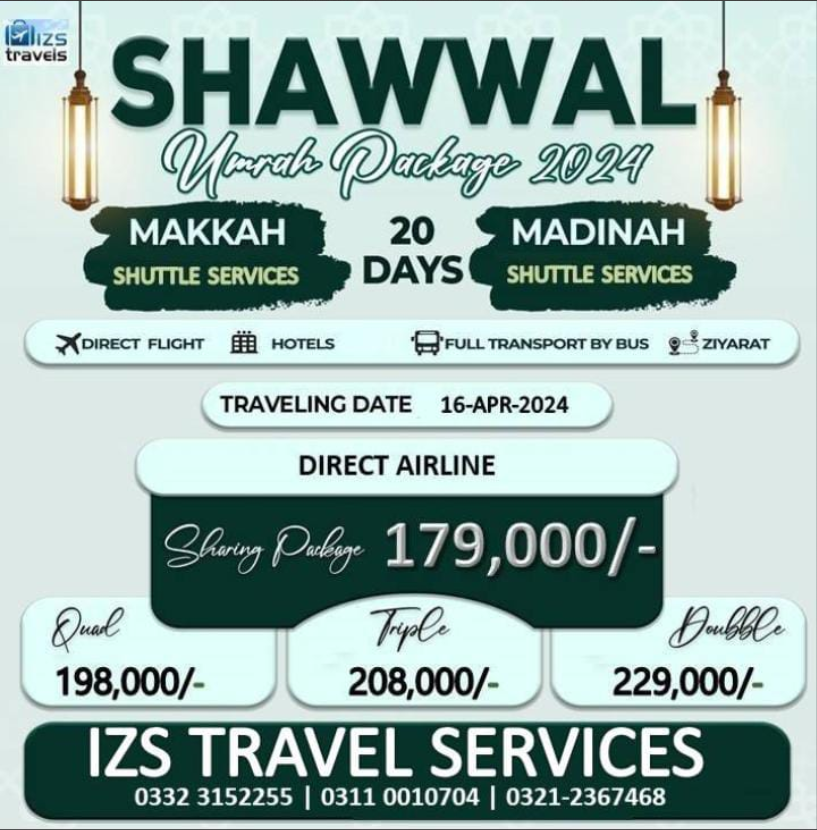 IZS
travels
SHAWWAL
Umrah Package 2024
MAKKAH
SHUTTLE SERVICES
20
DAYS
MADINAH
SHUTTLE SERVICES
DIRECT FLIGHT HOTELS FULL TRANSPORT BY BUS ZIYARAT
TRAVELING DATE 16-APR-2024
DIRECT AIRLINE
Sharing Package 179,000/-
Quad
198,000/-
Triple
208,000/-
Doubble
229,000/-
IZS TRAVEL SERVICES
0332 3152255 | 0311 0010704 | 0321-2367468